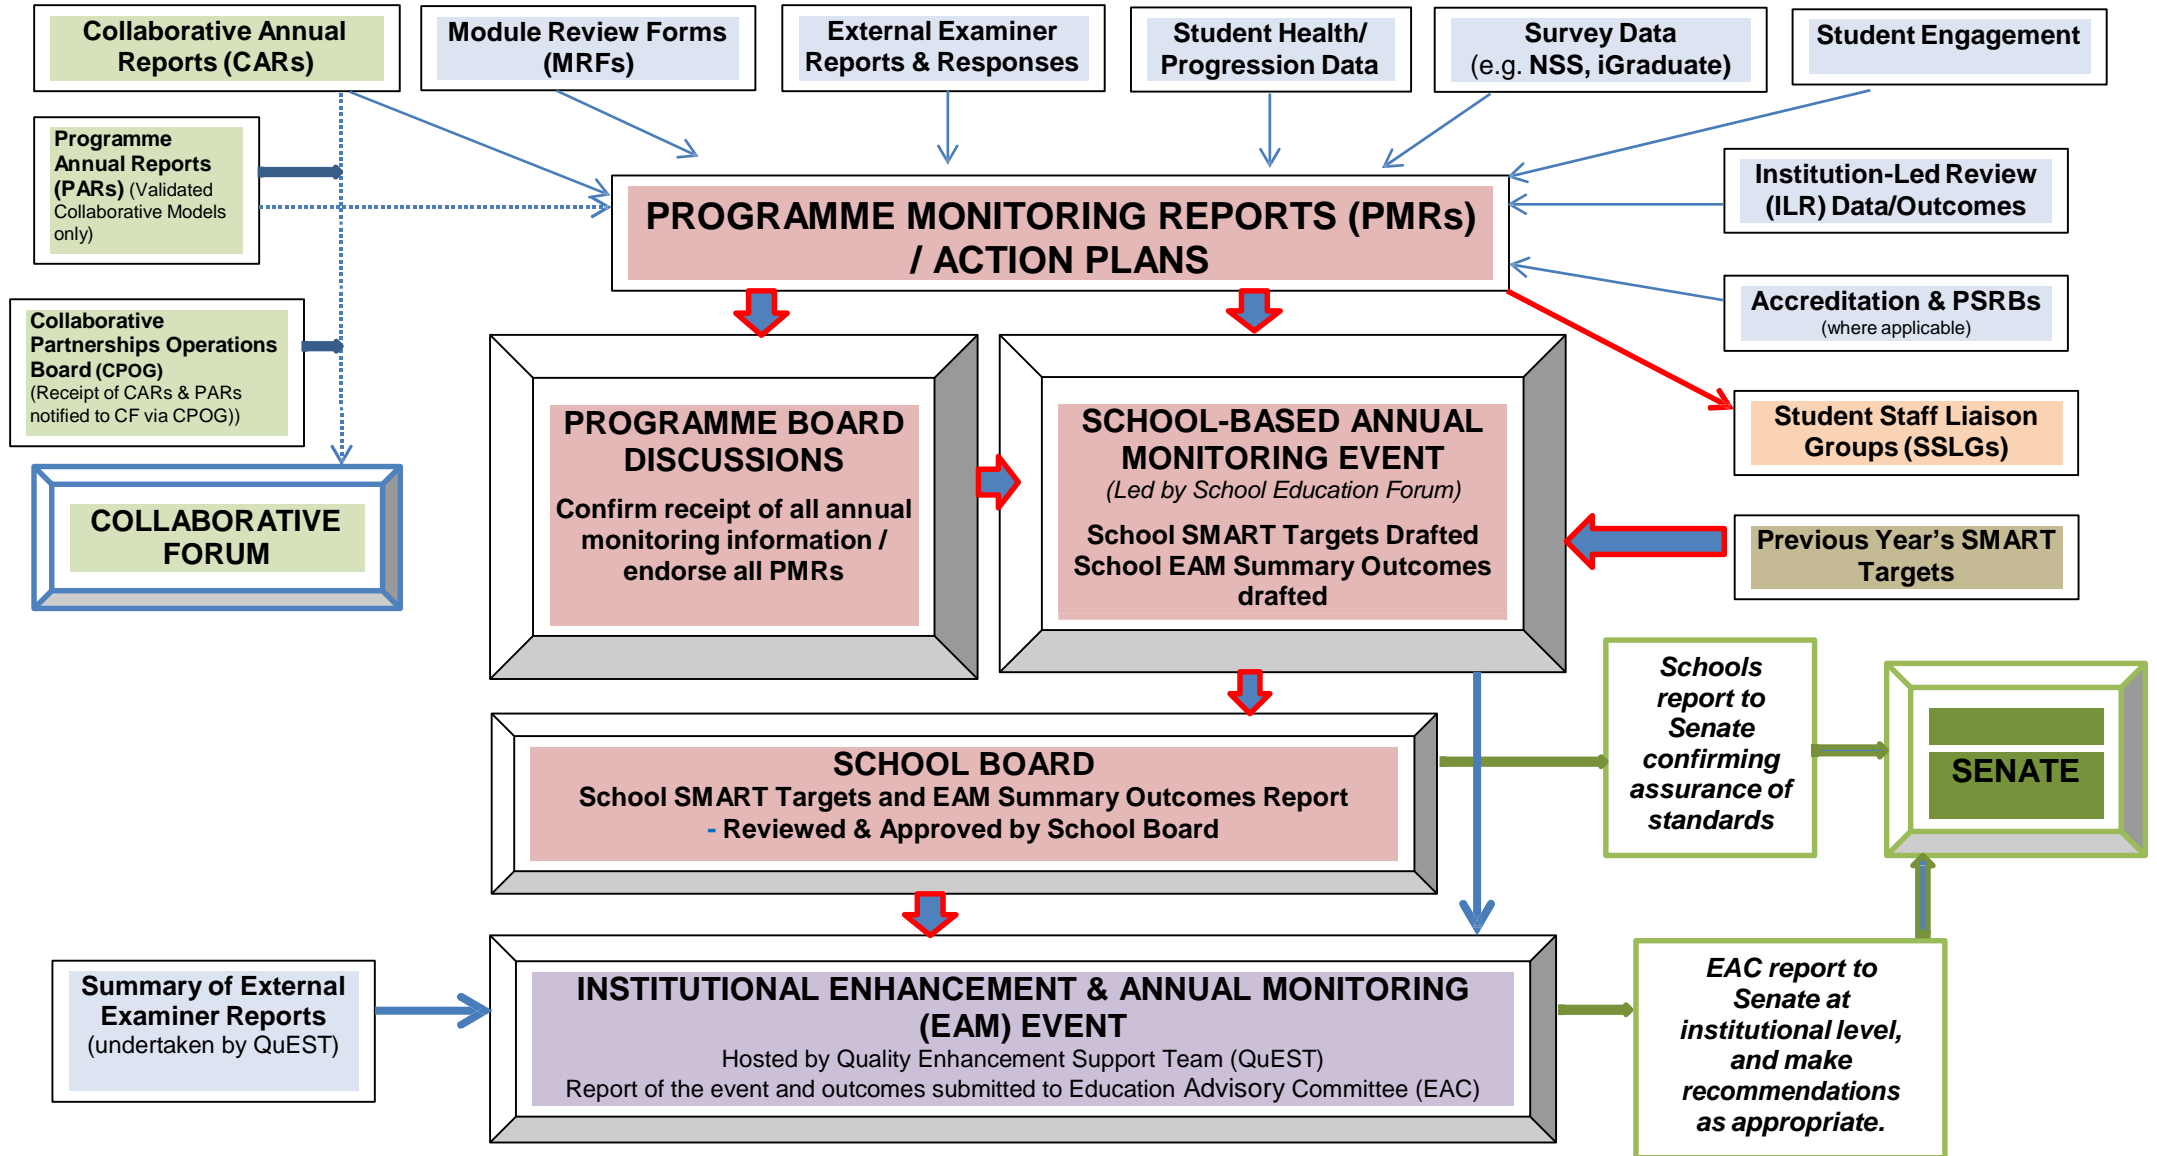 Collaborative Annual
Reports (CARs)
Module Review Forms
(MRFs)
External Examiner
Reports & Responses
Student Health/
Progression Data
Survey Data
(e.g. NSS, iGraduate)
Student Engagement
Programme
Annual Reports
(PARs) (Validated
Collaborative Models
only)
PROGRAMME MONITORING REPORTS (PMRs)
/ ACTION PLANS
Institution-Led Review
(ILR) Data/Outcomes
Accreditation & PSRBs
(where applicable)
Collaborative
Partnerships Operations
Board (CPOG)
(Receipt of CARs & PARs
notified to CF via CPOG))
PROGRAMME BOARD
DISCUSSIONS
Confirm receipt of all annual
monitoring information /
endorse all PMRs
SCHOOL-BASED ANNUAL
MONITORING EVENT
(Led by School Education Forum)
School SMART Targets Drafted
School EAM Summary Outcomes
drafted
Student Staff Liaison
Groups (SSLGs)
COLLABORATIVE
FORUM
Previous Year's SMART
Targets
SCHOOL BOARD
School SMART Targets and EAM Summary Outcomes Report
- Reviewed & Approved by School Board
Schools
report to
Senate
confirming
assurance of
standards
SENATE
Summary of External
Examiner Reports
(undertaken by QuEST)
INSTITUTIONAL ENHANCEMENT & ANNUAL MONITORING
(EAM) EVENT
Hosted by Quality Enhancement Support Team (QuEST)
Report of the event and outcomes submitted to Education Advisory Committee (EAC)
EAC report to
Senate at
institutional level,
and make
recommendations
as appropriate.